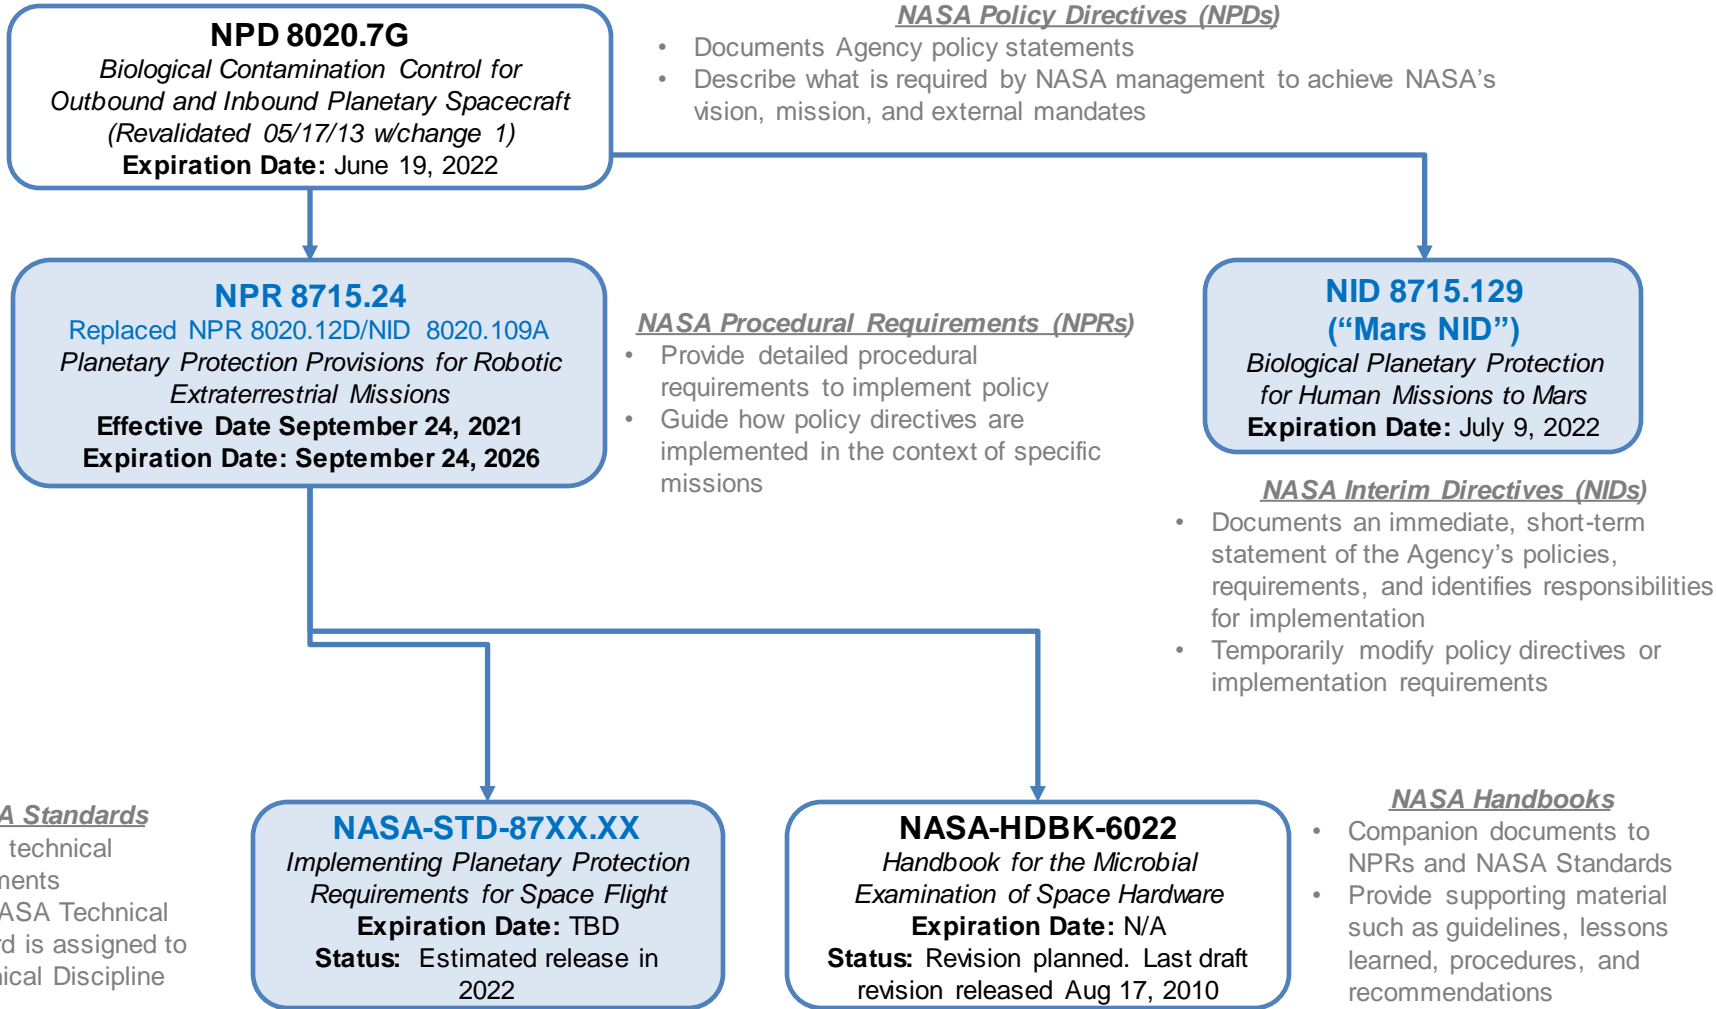 NPD 8020.7G
Biological Contamination Control for
Outbound and Inbound Planetary Spacecraft
(Revalidated 05/17/13 w/change 1)
Expiration Date: June 19, 2022
NASA Policy Directives (NPDs)
• Documents Agency policy statements
• Describe what is required by NASA management to achieve NASA's
vision, mission, and external mandates
NPR 8715.24
Replaced NPR 8020.12D/NID 8020.109A
Planetary Protection Provisions for Robotic
Extraterrestrial Missions
Effective Date September 24, 2021
Expiration Date: September 24, 2026
NASA Procedural Requirements (NPRs)
• Provide detailed procedural
requirements to implement policy
• Guide how policy directives are
implemented in the context of specific
missions
NID 8715.129
(“Mars NID”)
Biological Planetary Protection
for Human Missions to Mars
Expiration Date: July 9, 2022
NASA Interim Directives (NIDs)
• Documents an immediate, short-term
statement of the Agency's policies,
requirements, and identifies responsibilities
for implementation
• Temporarily modify policy directives or
implementation requirements
A Standards
technical
ments
ASA Technical
rd is assigned to
nical Discipline
NASA-STD-87XX.XX
Implementing Planetary Protection
Requirements for Space Flight
Expiration Date: TBD
Status: Estimated release in
2022
NASA-HDBK-6022
Handbook for the Microbial
Examination of Space Hardware
Expiration Date: N/A
Status: Revision planned. Last draft
revision released Aug 17, 2010
NASA Handbooks
• Companion documents to
NPRs and NASA Standards
• Provide supporting material
such as guidelines, lessons
learned, procedures, and
recommendations